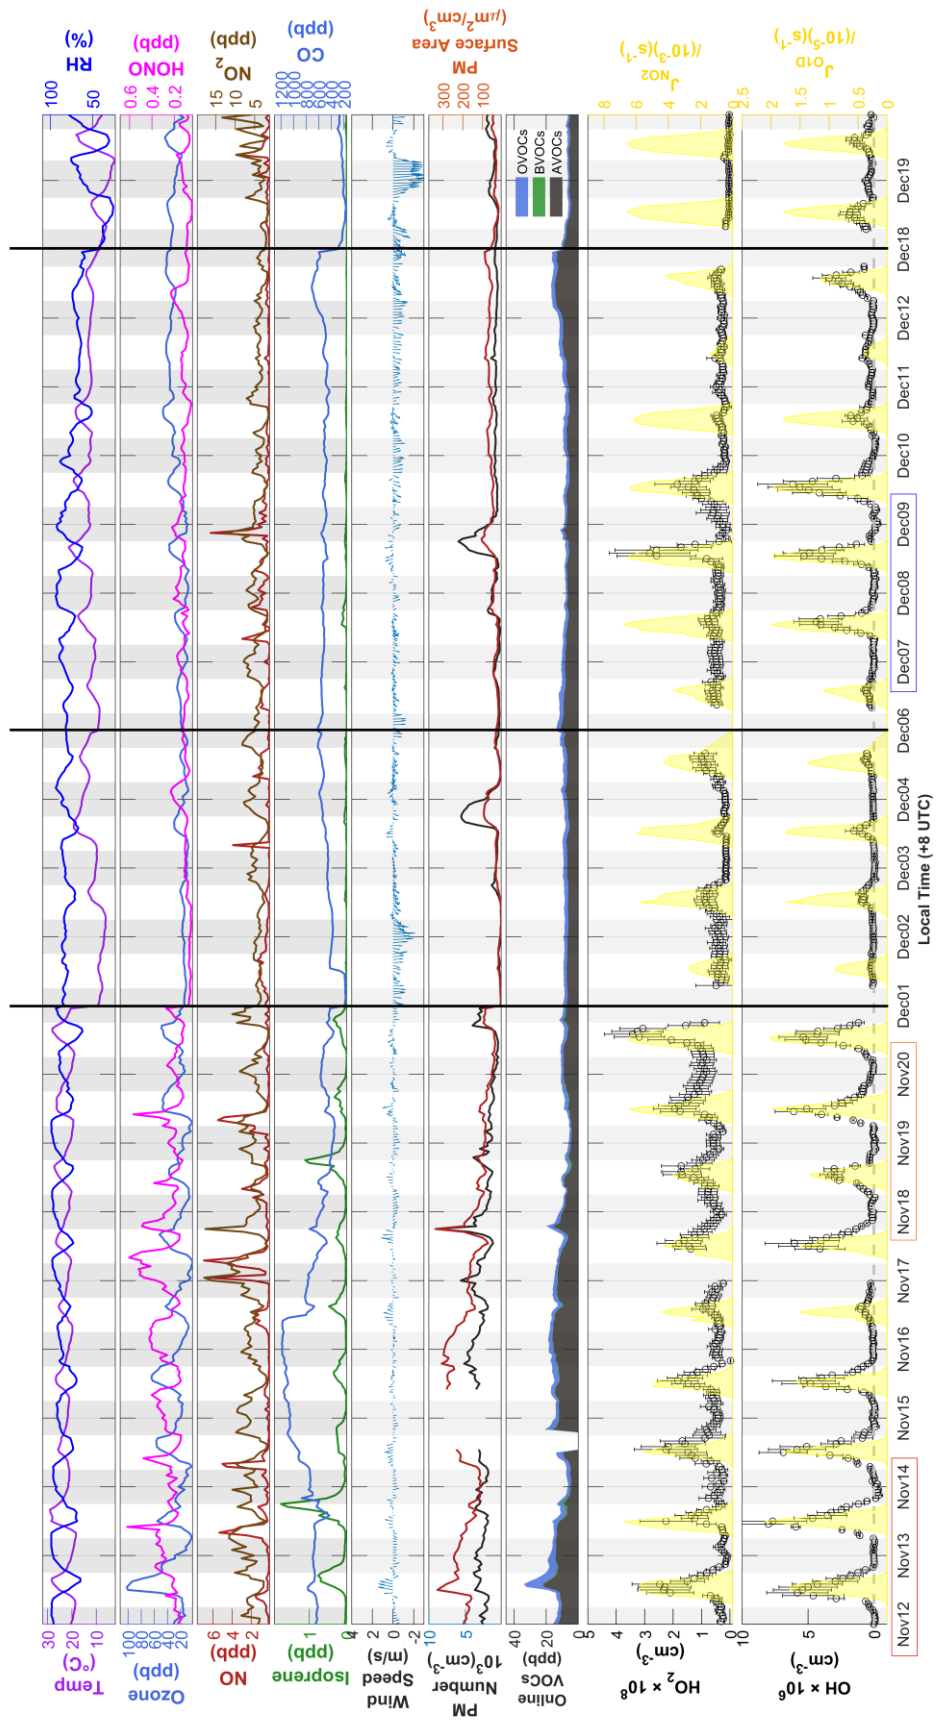 30
20
10
Temp
(°C)
100
50
RH
(%)
100
80
60
40
20
Ozone
(ppb)
0.6
0.4
0.2
HONO
(ppb)
6
4
2
NO
(ppb)
15
10
5
NO2
(ppb)
1
0
Isoprene
(ppb)
1200
1000
800
600
400
200
CO
(ppb)
2
0
-2
Wind
Speed
(m/s)
10
5
PM
Number
10³(cm-3)
300
200
100
PM
Surface Area
(μm²/cm³)
40
20
0
Online
VOCs
(ppb)
OVOCs
BVOCs
AVOCs
5
4
3
2
1
0
HO2 × 10⁸
(cm-3)
8
6
4
2
0
JNO2
/(10-3)(s-1)
10
5
0
OH × 10⁶
(cm-3)
2.5
2
1.5
1
0.5
0
JO1D
/(10-5)(s-1)
Nov12 Nov13 Nov14 Nov15 Nov16 Nov17 Nov18 Nov19 Nov20 Dec01 Dec02 Dec03 Dec04 Dec06 Dec07 Dec08 Dec09 Dec10 Dec11 Dec12 Dec18 Dec19
Local Time (+8 UTC)